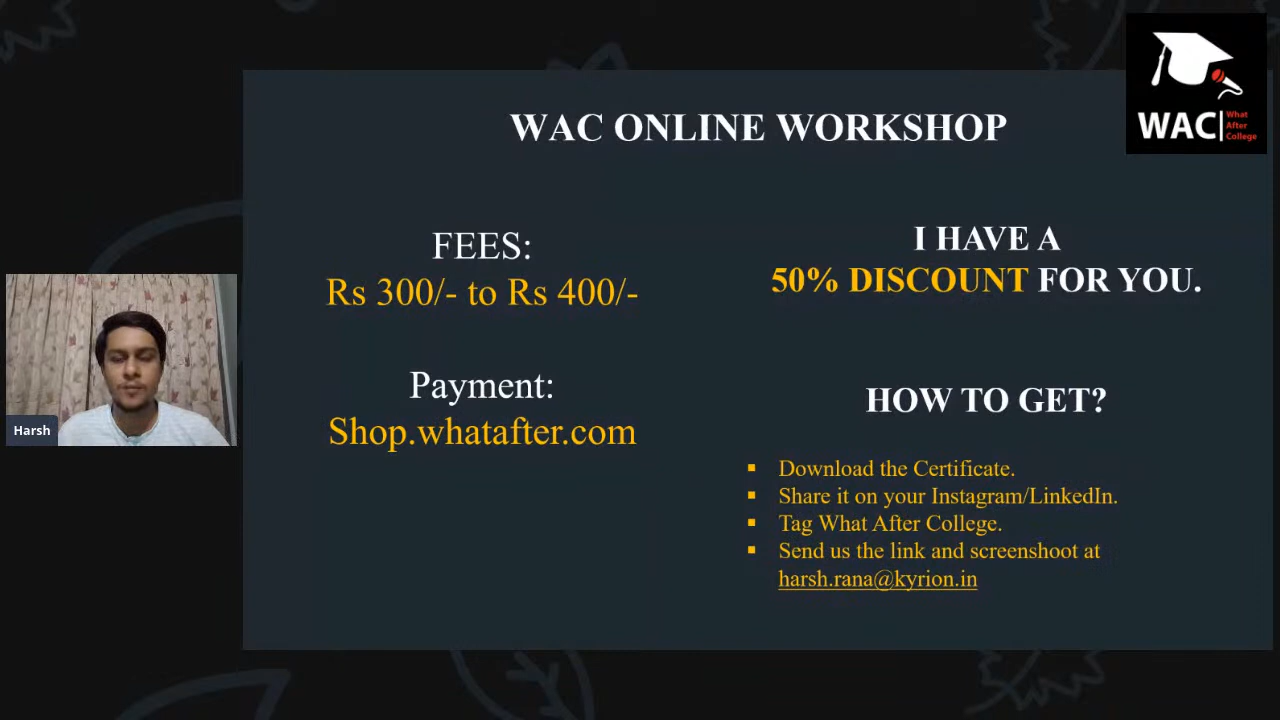 WAC ONLINE WORKSHOP
WAC
What
After
College
FEES:
Rs 300/- to Rs 400/-
Payment:
Shop.whatafter.com
I HAVE A
50% DISCOUNT FOR YOU.
HOW TO GET?
▪ Download the Certificate.
▪ Share it on your Instagram/LinkedIn.
▪ Tag What After College.
▪ Send us the link and screenshoot at
harsh.rana@kyrion.in
Harsh